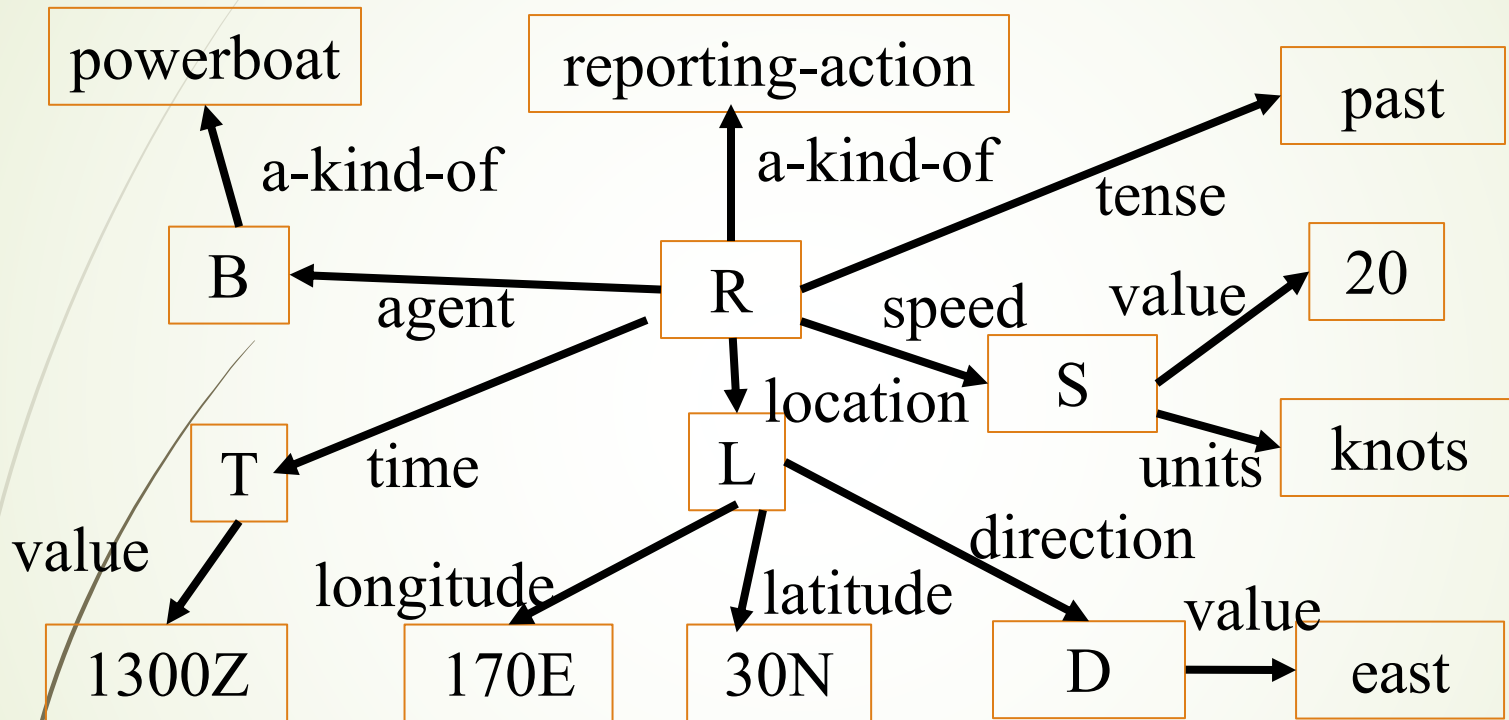 powerboat
reporting-action
past
a-kind-of
a-kind-of
tense
B
agent
R
speed
value
20
T
time
L
location
S
units
knots
value
longitude
latitude
direction
value
1300Z
170E
30N
D
east